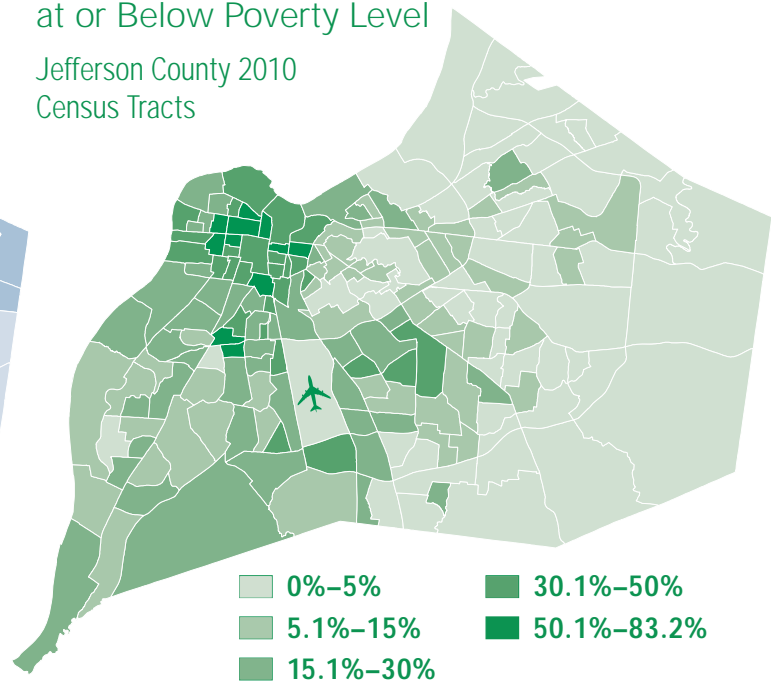 at or Below Poverty Level
Jefferson County 2010
Census Tracts
0%–5%
5.1%–15%
15.1%–30%
30.1%–50%
50.1%–83.2%